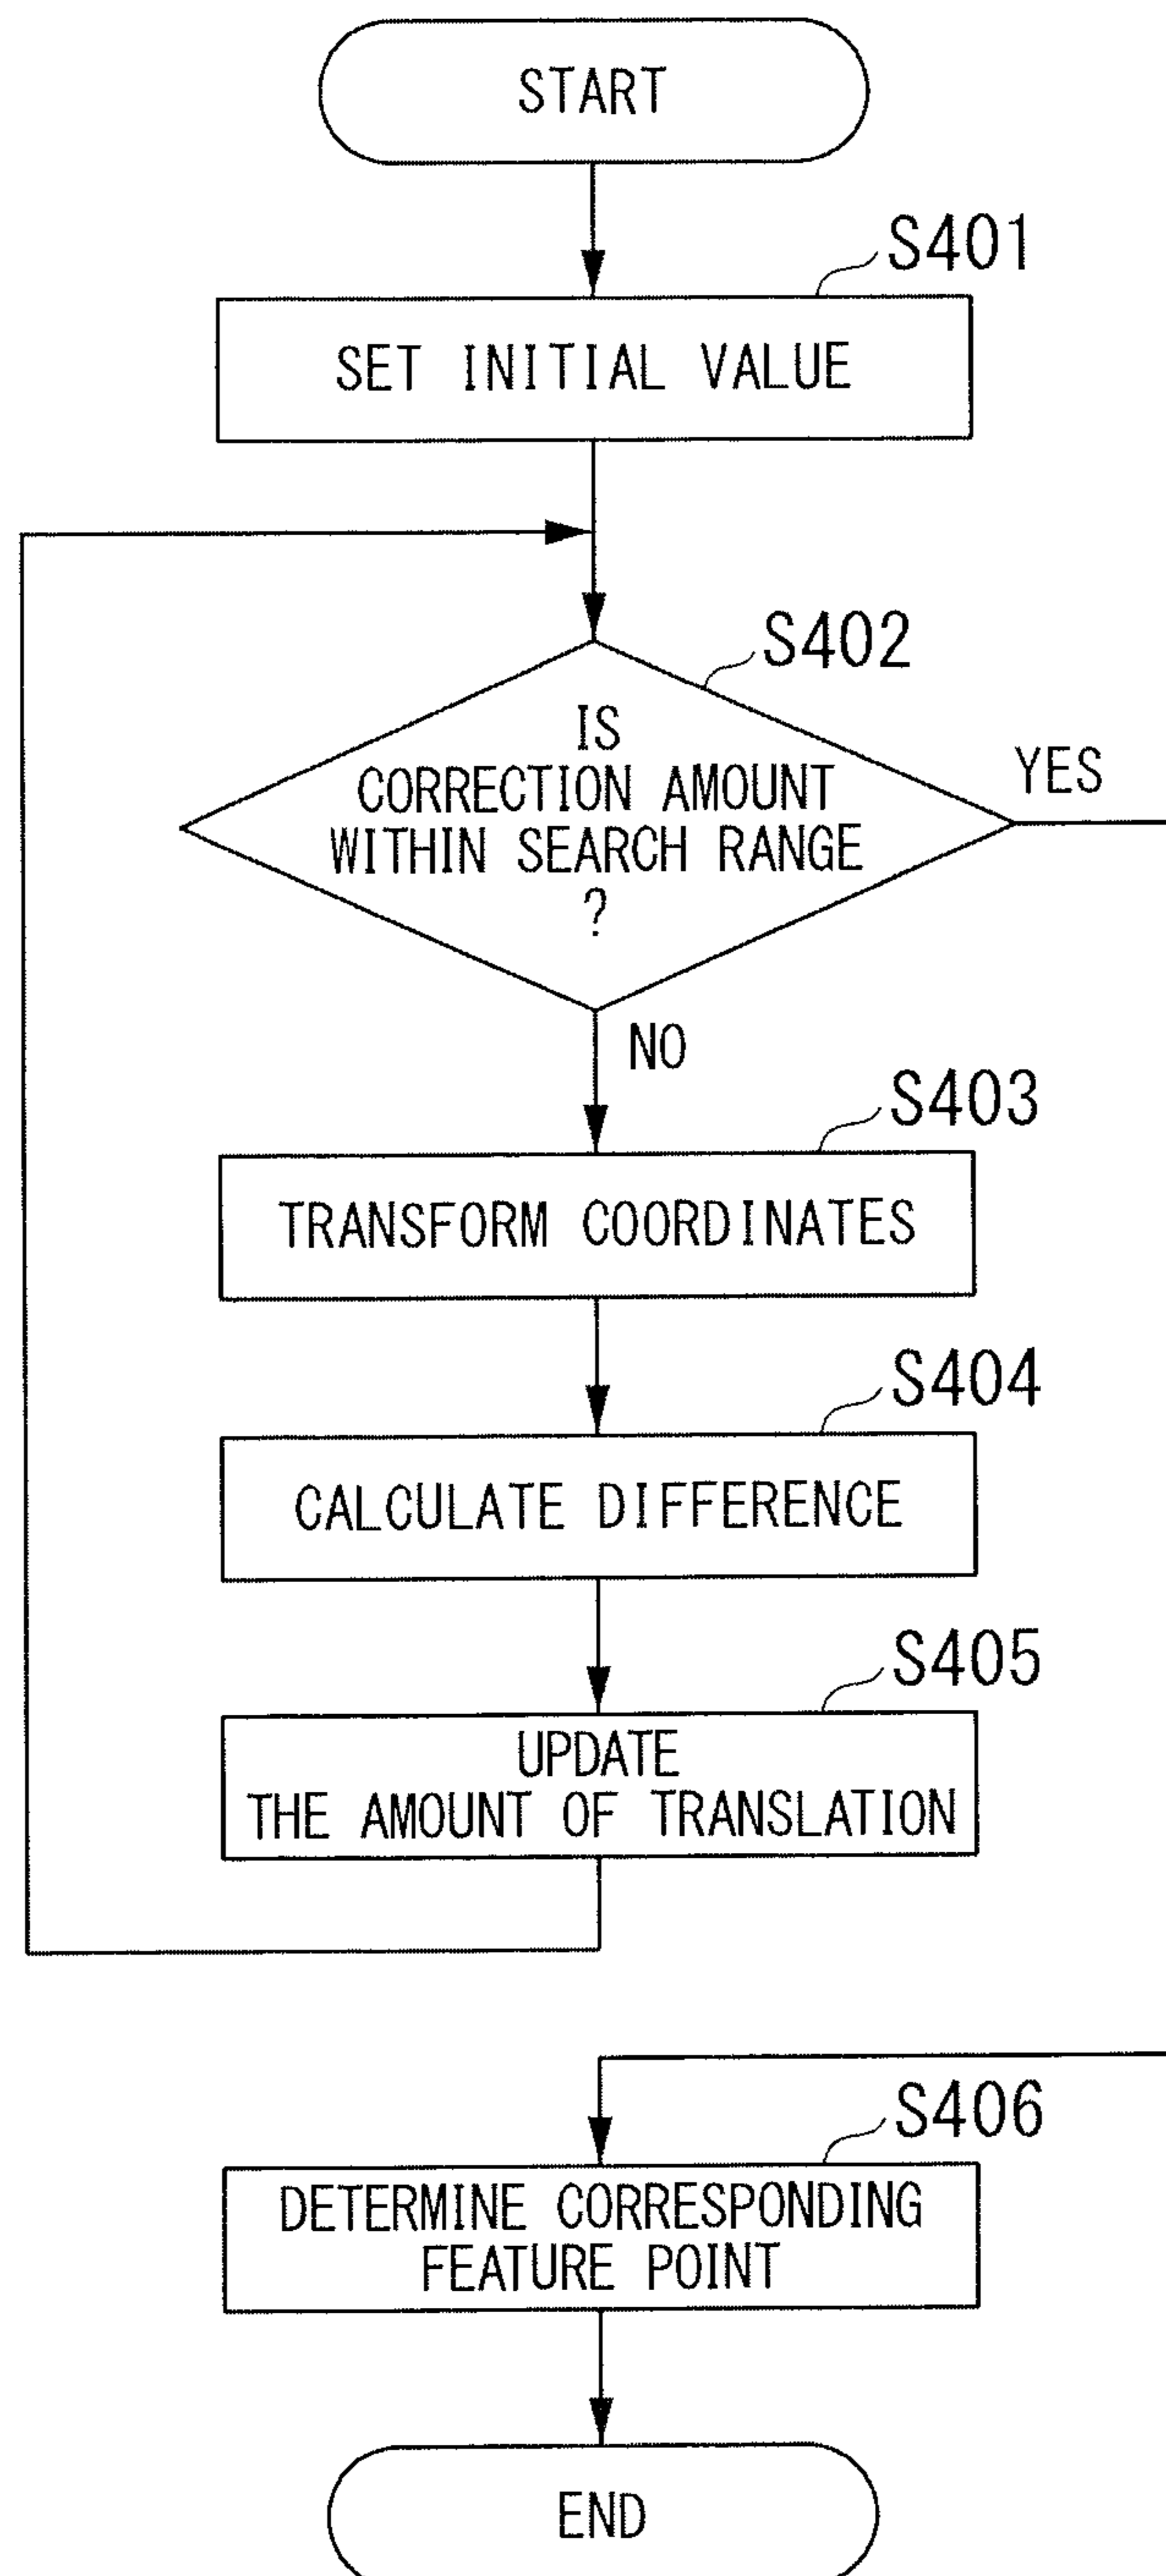 START
S401
SET INITIAL VALUE
S402
IS
CORRECTION AMOUNT
WITHIN SEARCH RANGE
?
YES
NO
S403
TRANSFORM COORDINATES
S404
CALCULATE DIFFERENCE
S405
UPDATE
THE AMOUNT OF TRANSLATION
S406
DETERMINE CORRESPONDING
FEATURE POINT
END